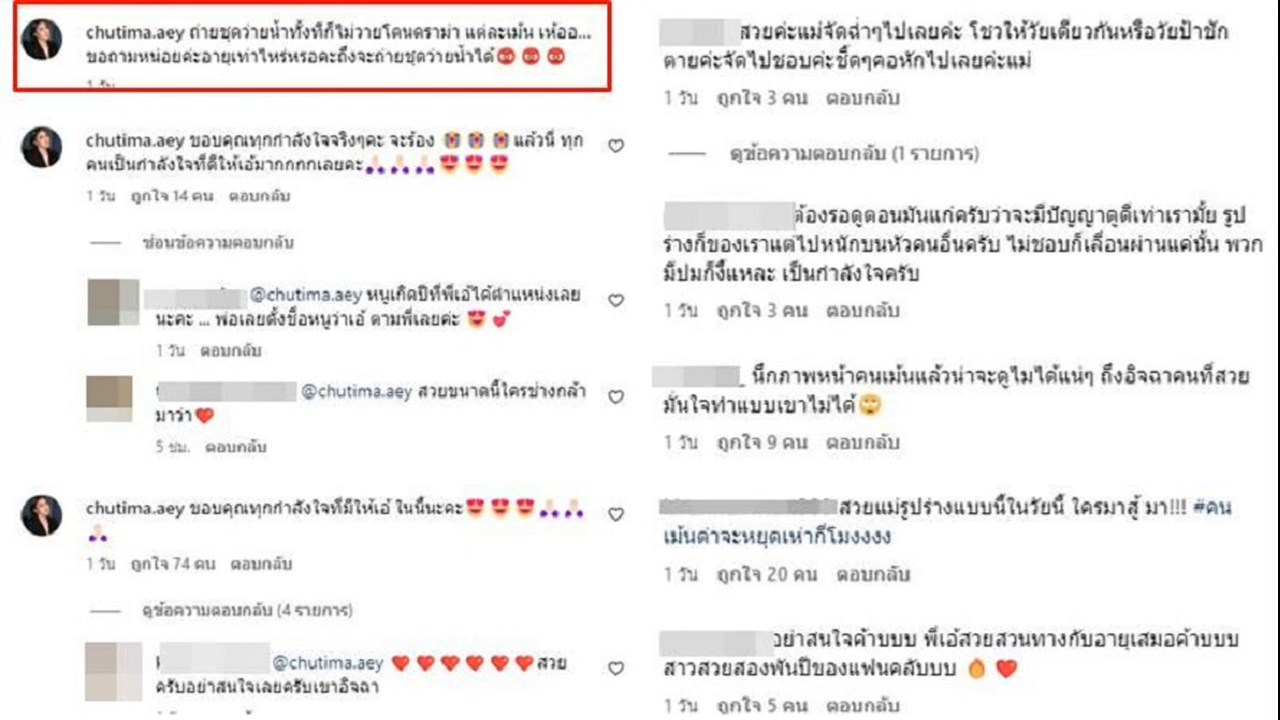 chutima.aey ถ่ายชุดว่ายน้ำทั้งทีก็ไม่วายโดนดราม่า แต่ละเม้น เห้ออ...
ขอถามหน่อยค่ะอายุเท่าไหร่หรอคะถึงจะถ่ายชุดว่ายน้ำได้
1 วัน
chutima.aey ขอบคุณทุกกำลังใจจริงๆคะ จะร้อง 😭 😭 😭 แล้วนี่ ทุก
คนเป็นกำลังใจที่ดีให้เอ้มากกกกเลยคะ🙏🏻🙏🏻🙏🏻😍 😍 😍
1 วัน ถูกใจ 14 คน ตอบกลับ
ซ่อนข้อความตอบกลับ
@chutima.aey หนูเกิดปีที่พี่เอ้ได้ตำแหน่งเลย
นะคะ ... พ่อเลยตั้งชื่อหนูว่าเอ้ ตามพี่เลยค่ะ 😍 💕
1 วัน ตอบกลับ
@chutima.aey สวยขนาดนี้ใครช่างกล้า
มาว่า❤️
5 ชม. ตอบกลับ
chutima.aey ขอบคุณทุกกำลังใจที่มีให้เอ้ ในนี้นะคะ😍 😍 😍🙏🏻🙏🏻
🙏🏻
1 วัน ถูกใจ 74 คน ตอบกลับ
ดูข้อความตอบกลับ (4 รายการ)
@chutima.aey ❤️ ❤️ ❤️ ❤️ ❤️ ❤️สวย
ครับอย่าสนใจเลยครับเขาอิจฉา
สวยค่ะแม่จัดฉ่ำๆไปเลยค่ะ โชว์ให้วัยเดียวกันหรือวัยป้าชัก
ตายค่ะจัดไปชอบค่ะชี้ดๆคอหักไปเลยค่ะแม่
1 วัน ถูกใจ 3 คน ตอบกลับ
ดูข้อความตอบกลับ (1 รายการ)
ต้องรอดูตอนมันแก่ครับว่าจะมีปัญญาดูดีเท่าเรามั้ย รูป
ร่างก็ของเราแต่ไปหนักบนหัวคนอื่นครับ ไม่ชอบก็เลื่อนผ่านแค่นั้น พวก
มีปมก็งี้แหละ เป็นกำลังใจครับ
1 วัน ถูกใจ 3 คน ตอบกลับ
นึกภาพหน้าคนเม้นแล้วน่าจะดูไม่ได้แน่ๆ ถึงอิจฉาคนที่สวย
มั่นใจทำแบบเขาไม่ได้🙄
1 วัน ถูกใจ 9 คน ตอบกลับ
สวยแม่รูปร่างแบบนี้ในวัยนี้ ใครมาสู้ มา!!! #คน
เม้นต่าจะหยุดเห่ากี่โมงงงง
1 วัน ถูกใจ 20 คน ตอบกลับ
อย่าสนใจค้าบบบ พี่เอ้สวยสวนทางกับอายุเสมอค้าบบบ
สาวสวยสองพันปีของแฟนคลับบบ 🔥 ❤️
1 วัน ถูกใจ 5 คน ตอบกลับ